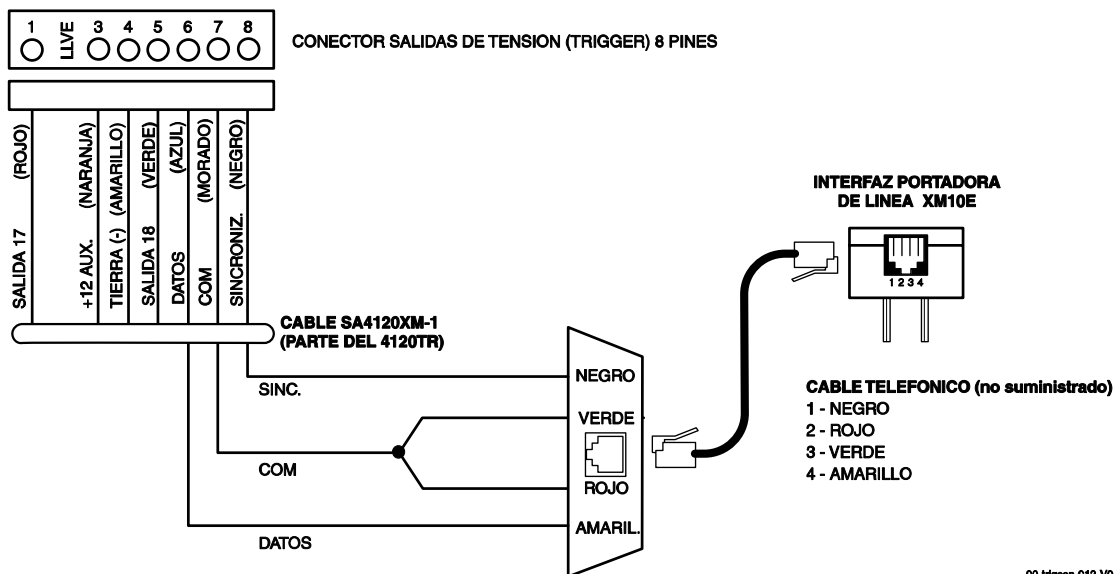 1 LLVE 3 4 5 6 7 8
CONECTOR SALIDAS DE TENSION (TRIGGER) 8 PINES
SALIDA 17 (ROJO)
+12 AUX. (NARANJA)
TIERRA (-) (AMARILLO)
SALIDA 18 (VERDE)
DATOS (AZUL)
COM (MORADO)
SINCRONIZ. (NEGRO)
CABLE SA4120XM-1
(PARTE DEL 4120TR)
SINC.
COM
DATOS
NEGRO
VERDE
ROJO
AMARIL.
INTERFAZ PORTADORA
DE LINEA XM10E
1 2 3 4
CABLE TELEFONICO (no suministrado)
1 - NEGRO
2 - ROJO
3 - VERDE
4 - AMARILLO